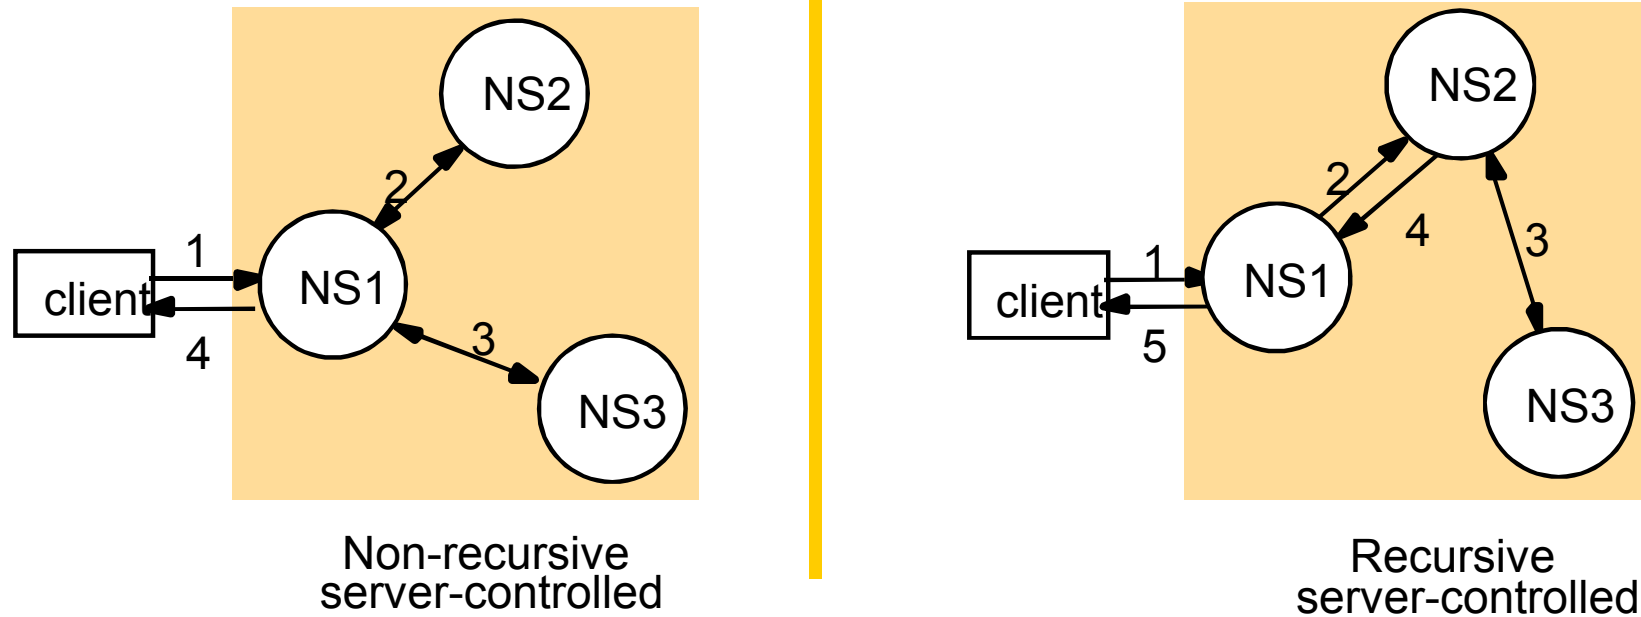 NS2
2
1
NS1
client
3
4
NS3
Non-recursive
server-controlled
NS2
2
4
3
1
NS1
client
5
NS3
Recursive
server-controlled